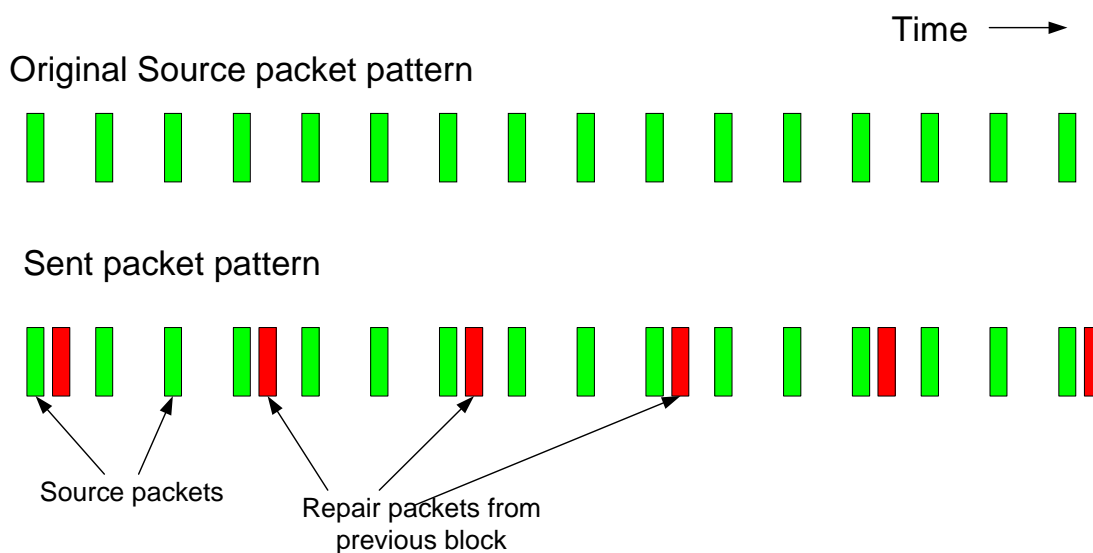 Time
Original Source packet pattern
Sent packet pattern
Source packets
Repair packets from
previous block